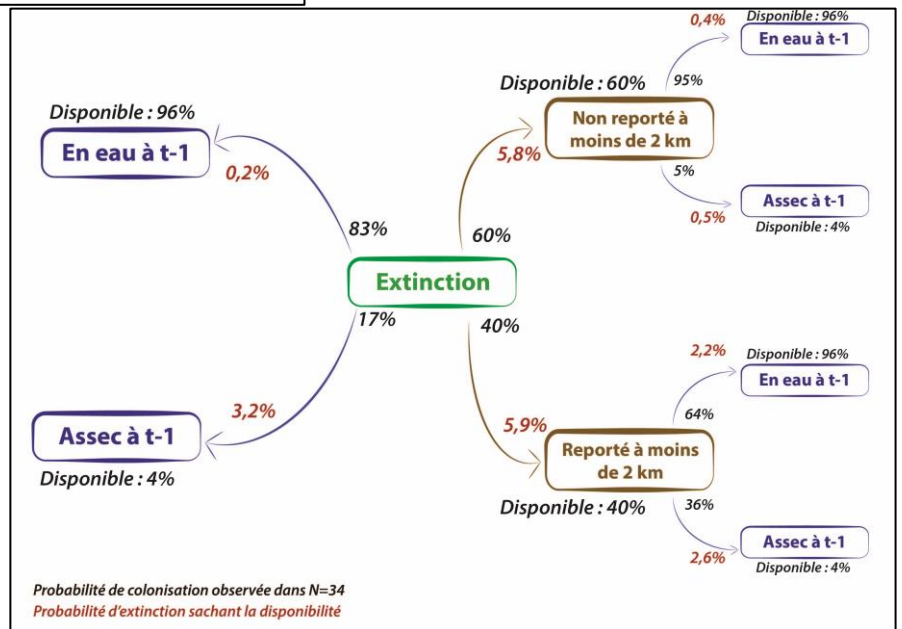 Disponible : 96%
En eau à t-1
0,2%
83%
Extinction
17%
3,2%
Assec à t-1
Disponible : 4%
60%
5,8%
Disponible : 60%
Non reporté à
moins de 2 km
95%
0,4%
Disponible : 96%
En eau à t-1
5%
0,5%
Assec à t-1
Disponible : 4%
40%
5,9%
Reporté à moins
de 2 km
Disponible : 40%
64%
2,2%
Disponible : 96%
En eau à t-1
36%
2,6%
Assec à t-1
Disponible : 4%
Probabilité de colonisation observée dans N=34
Probabilité d'extinction sachant la disponibilité